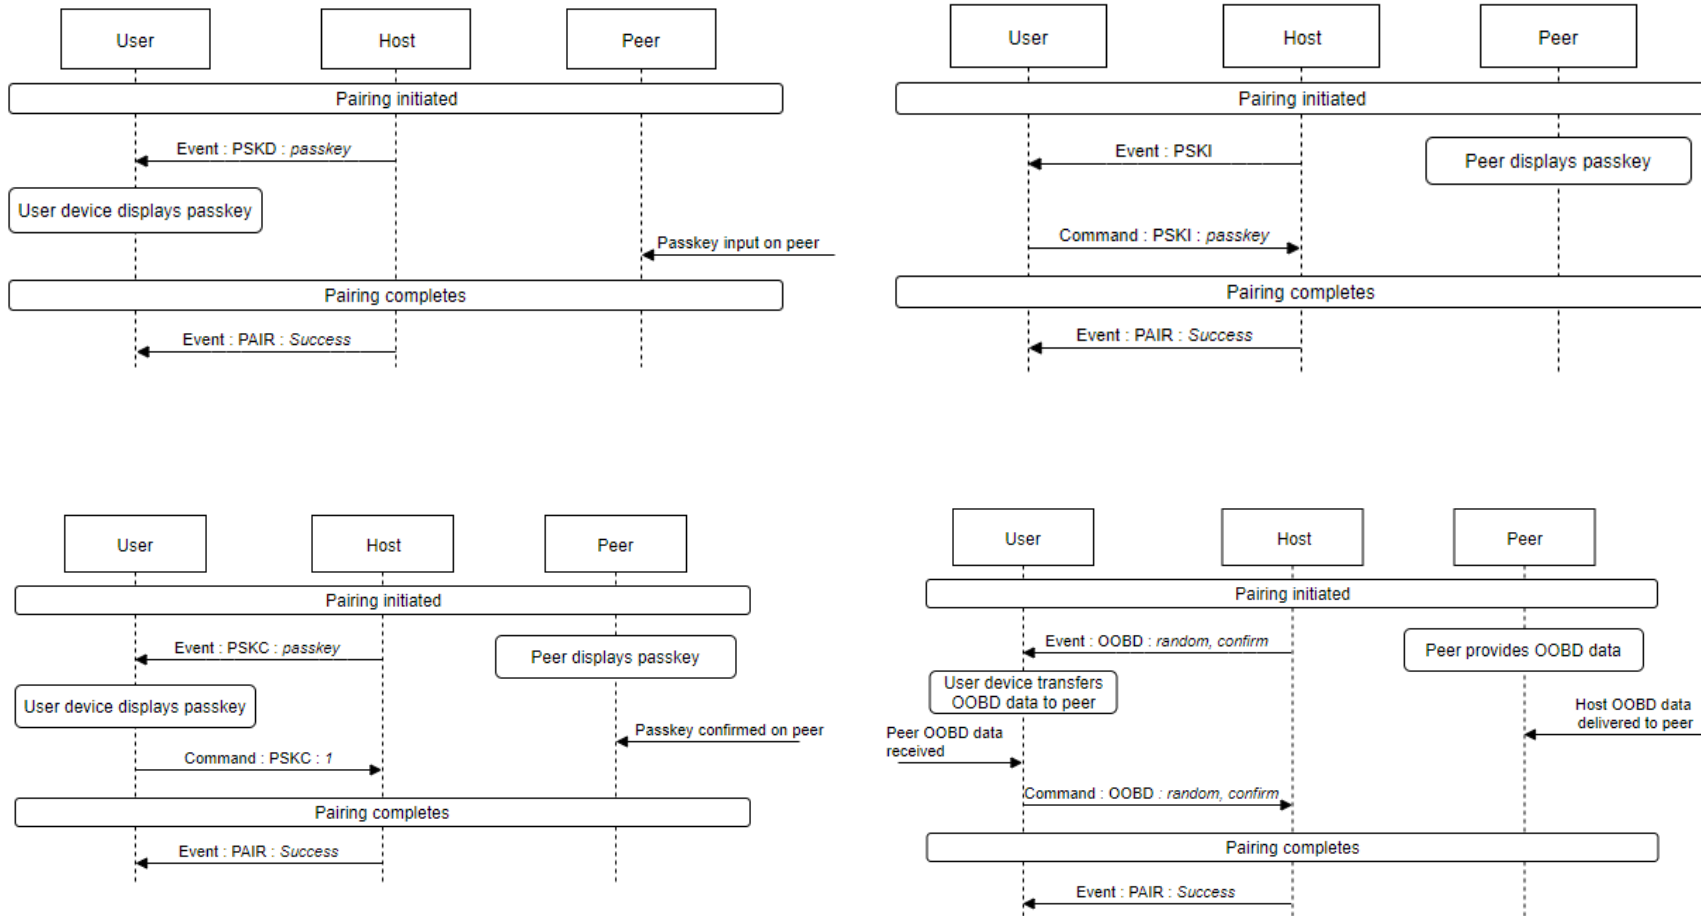 User
Host
Peer
Pairing initiated
Event : PSKD : passkey
User device displays passkey
Passkey input on peer
Pairing completes
Event : PAIR : Success
User
Host
Peer
Pairing initiated
Event : PSKI
Peer displays passkey
Command : PSKI : passkey
Pairing completes
Event : PAIR : Success
User
Host
Peer
Pairing initiated
Event : PSKC : passkey
Peer displays passkey
User device displays passkey
Passkey confirmed on peer
Command : PSKC : 1
Pairing completes
Event : PAIR : Success
User
Host
Peer
Pairing initiated
Event : OOBD : random, confirm
Peer provides OOBD data
User device transfers
OOBD data to peer
Host OOBD data
delivered to peer
Peer OOBD data
received
Command : OOBD : random, confirm
Pairing completes
Event : PAIR : Success